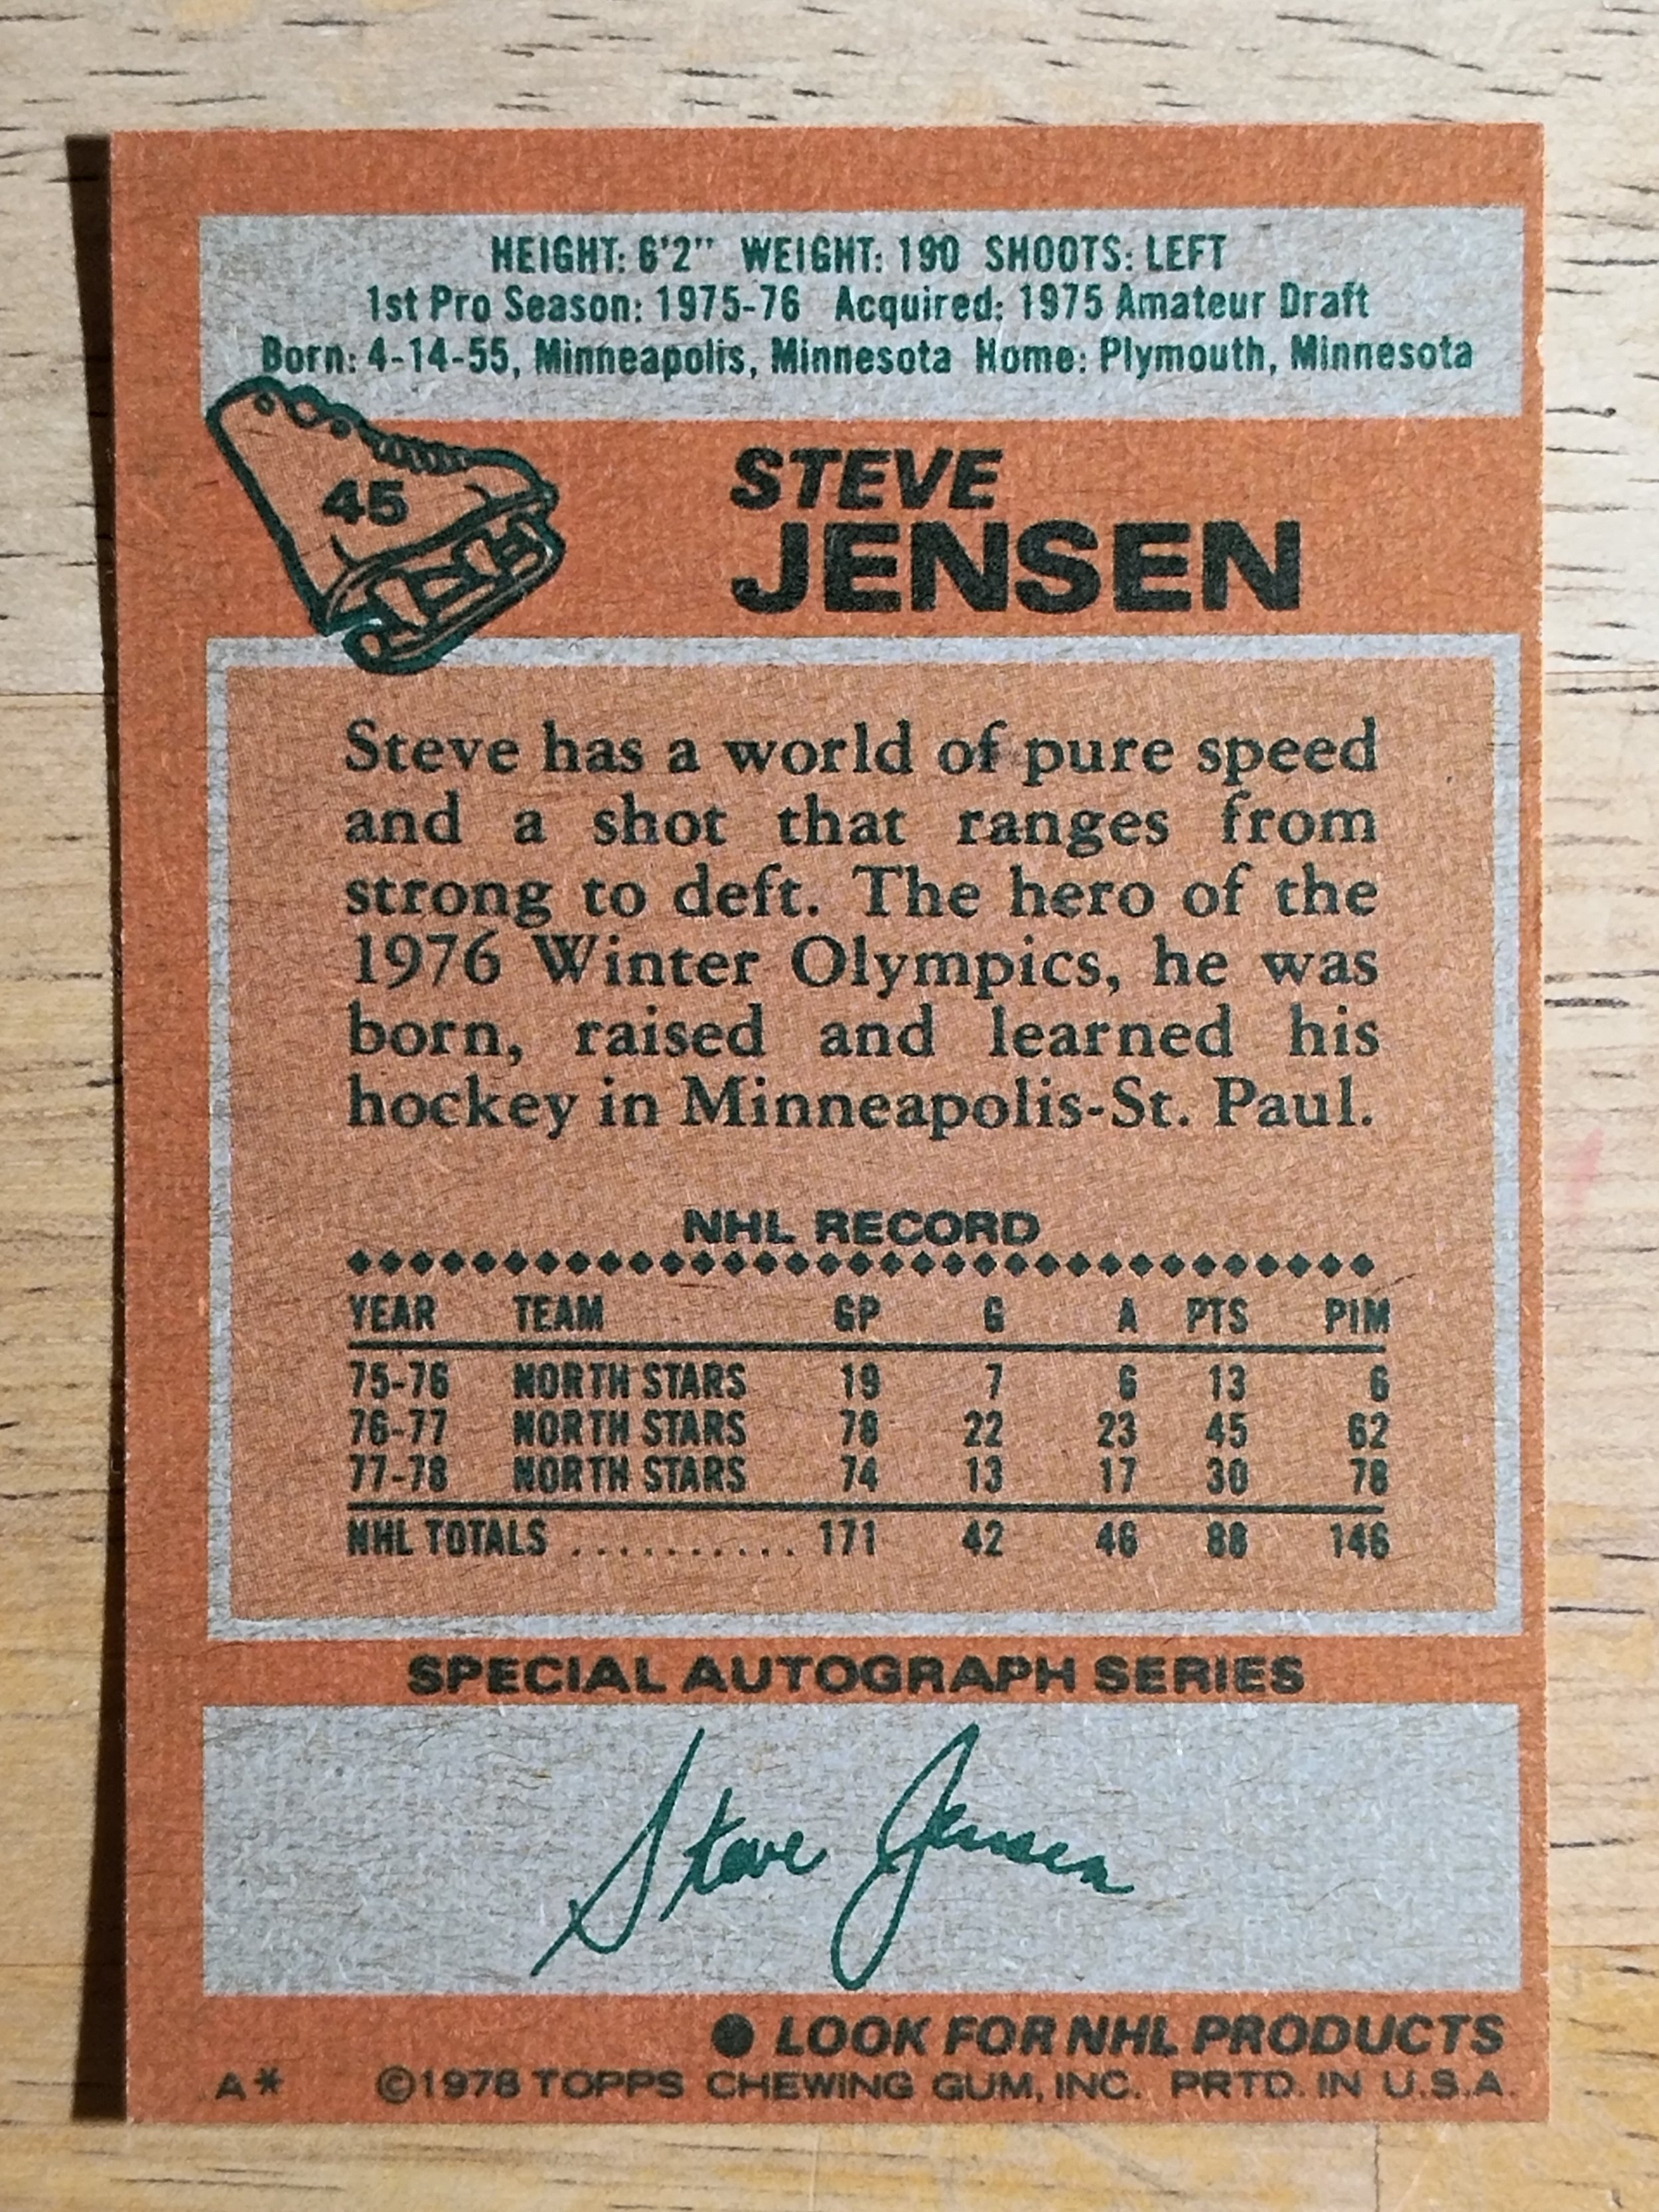 HEIGHT: 6'2" WEIGHT: 190 SHOOTS: LEFT
1st Pro Season: 1975-76 Acquired: 1975 Amateur Draft
Born: 4-14-55, Minneapolis, Minnesota Home: Plymouth, Minnesota
45
STEVE
JENSEN
Steve has a world of pure speed
and a shot that ranges from
strong to deft. The hero of the
1976 Winter Olympics, he was
born, raised and learned his
hockey in Minneapolis-St. Paul.
NHL RECORD
YEAR TEAM GP G A PTS PIM
75-76 NORTH STARS 19 7 6 13 6
76-77 NORTH STARS 78 22 23 45 62
77-78 NORTH STARS 74 13 17 30 78
NHL TOTALS .......... 171 42 46 88 146
SPECIAL AUTOGRAPH SERIES
Steve Jensen
● LOOK FOR NHL PRODUCTS
A* ©1978 TOPPS CHEWING GUM, INC. PRTD. IN U.S.A.